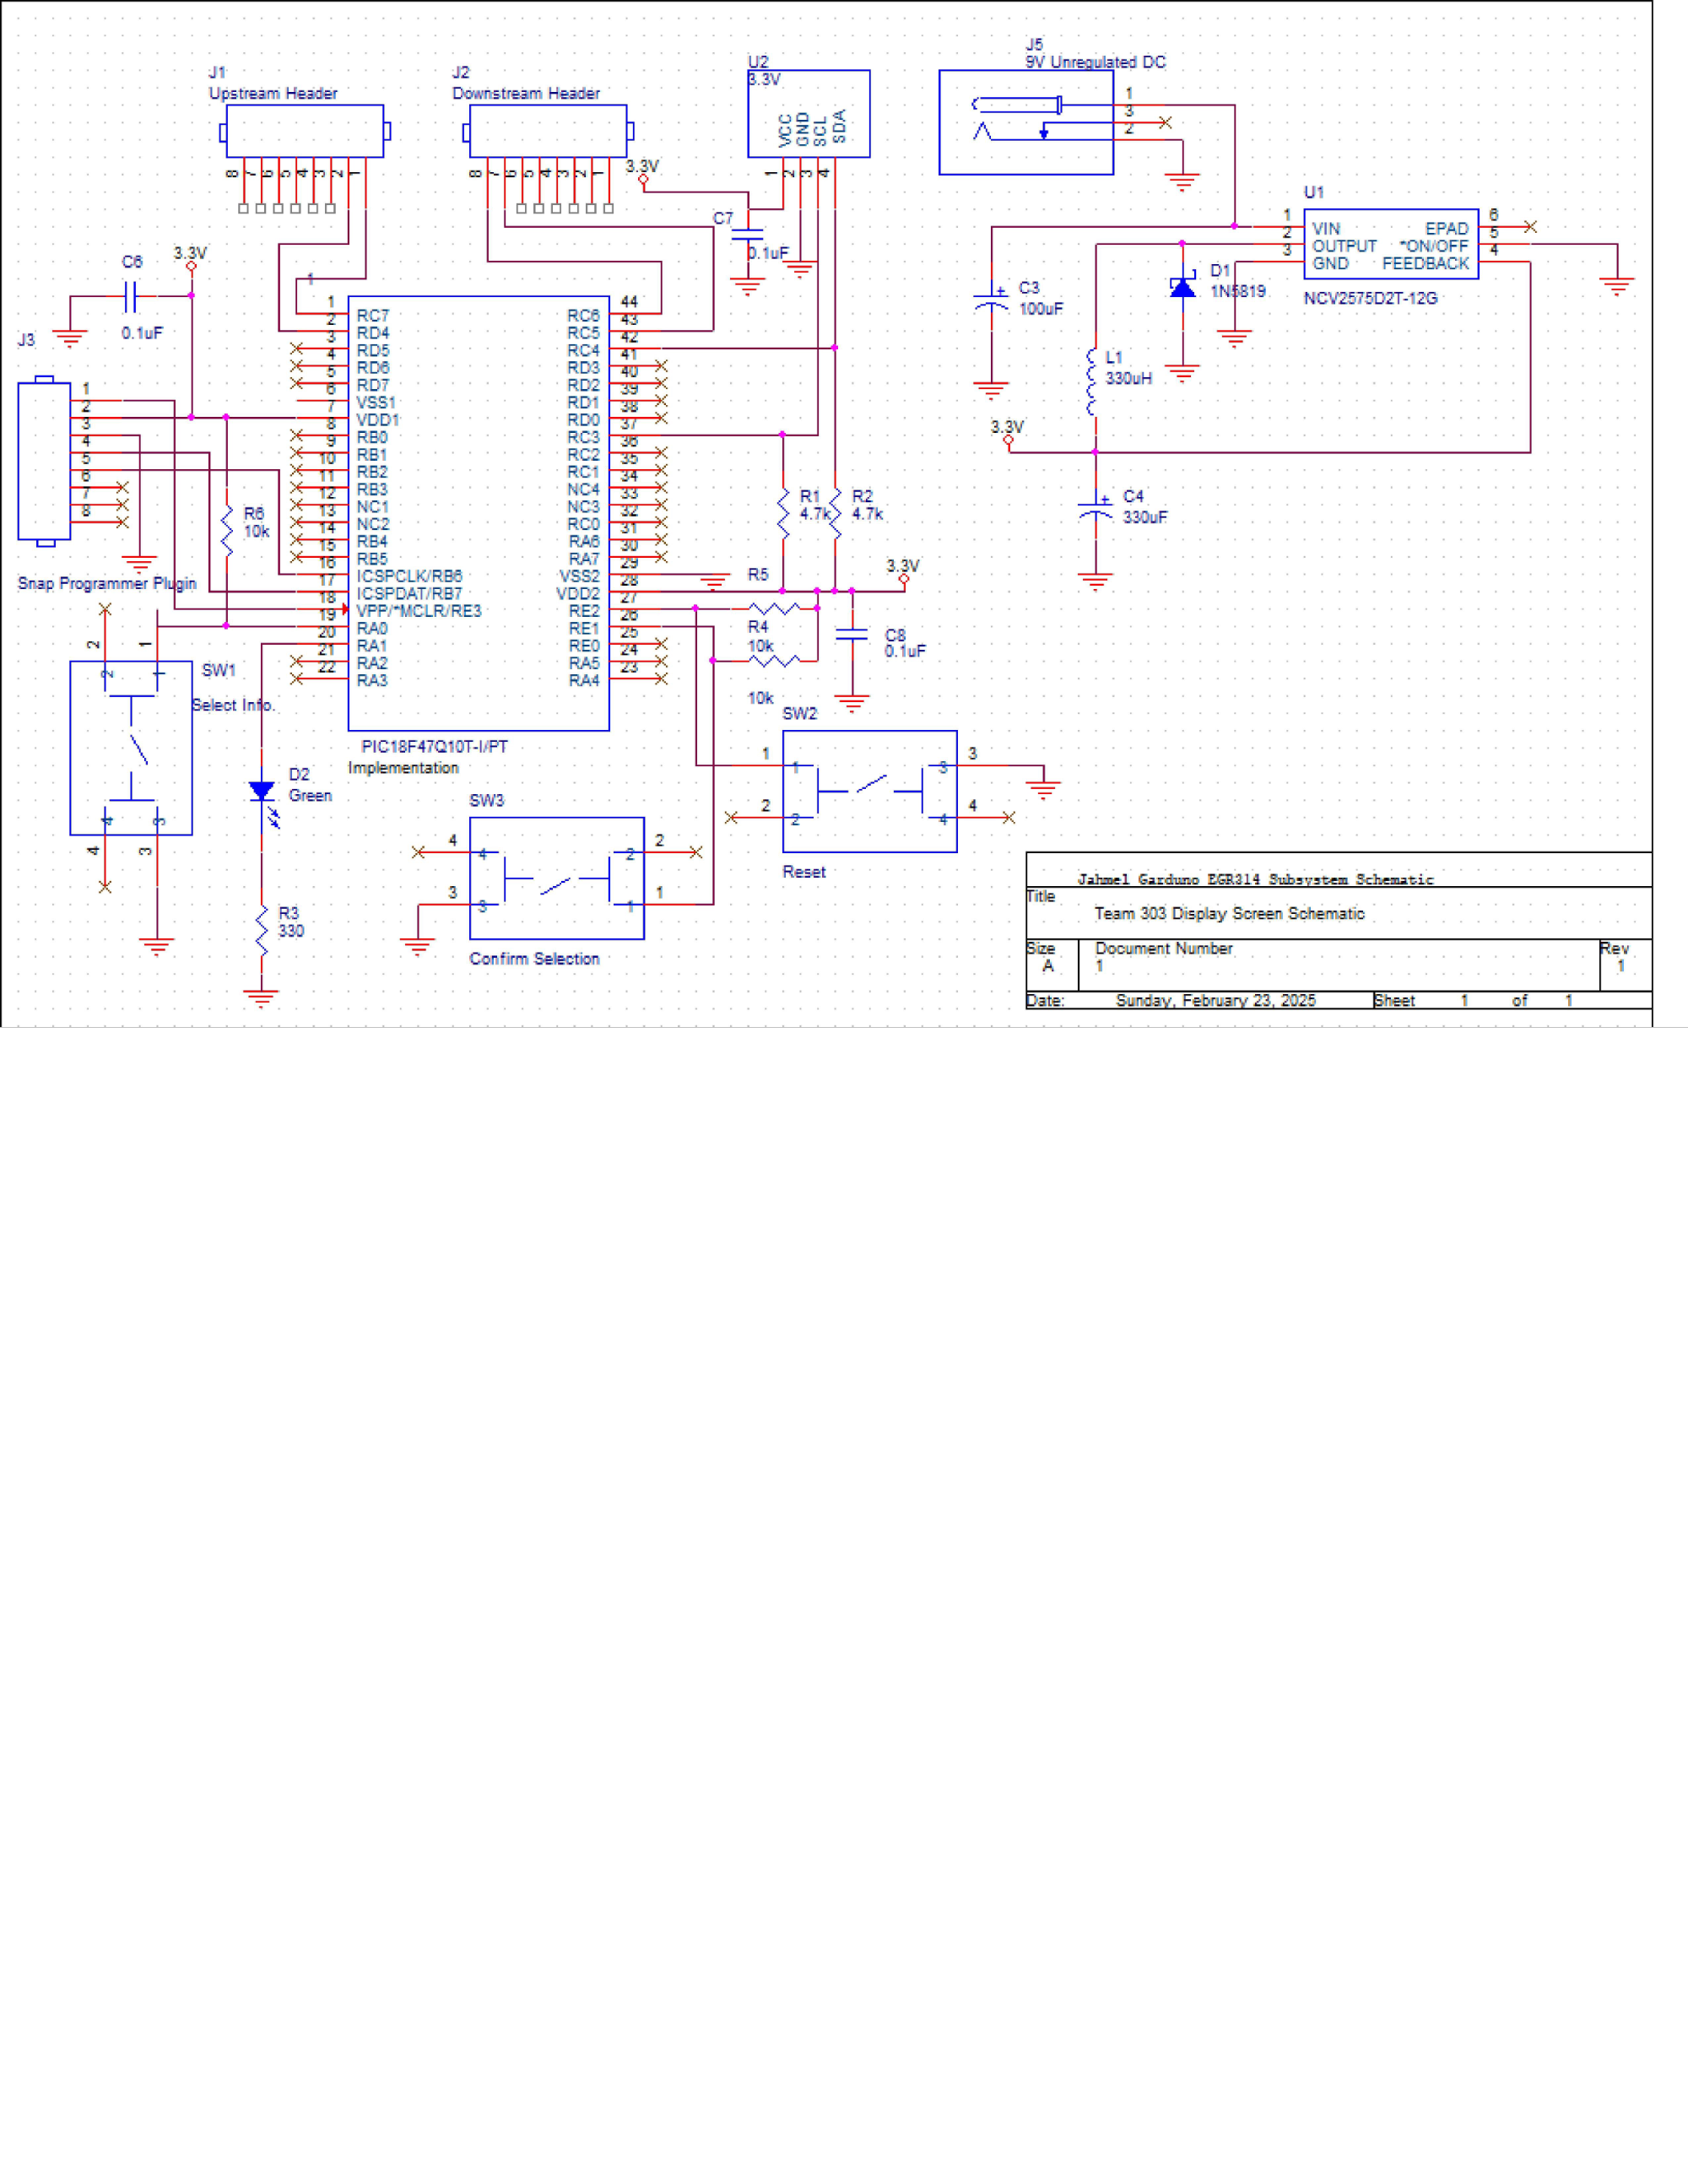 J1
Upstream Header
8 7 6 5 4 3 2 1
J2
Downstream Header
8 7 6 5 4 3 2 1
3.3V
U2
3.3V
VCC
GND
SCL
SDA
1 2 3 4
C7
0.1uF
J5
9V Unregulated DC
1
3
2
U1
1 VIN
2 OUTPUT
3 GND
EPAD 6
*ON/OFF 5
FEEDBACK 4
NCV2575D2T-12G
D1
1N5819
C3
100uF
L1
330uH
3.3V
C4
330uF
C6
0.1uF
3.3V
J3
1
2
3
4
5
6
7
8
Snap Programmer Plugin
R6
10k
1
1 RC7
2 RD4
3 RD5
4 RD6
5 RD7
6 VSS1
7 VDD1
8 RB0
9 RB1
10 RB2
11 RB3
12 NC1
13 NC2
14 RB4
15 RB5
16 ICSPCLK/RB6
17 ICSPDAT/RB7
18 VPP/*MCLR/RE3
19 RA0
20 RA1
21 RA2
22 RA3
RC6 44
RC5 43
RC4 42
RD3 41
RD2 40
RD1 39
RD0 38
RC3 37
RC2 36
RC1 35
NC4 34
NC3 33
RC0 32
RA6 31
RA7 30
VSS2 29
VDD2 28
RE2 27
RE1 26
RE0 25
RA5 24
RA4 23
PIC18F47Q10T-I/PT
Implementation
R1
4.7k
R2
4.7k
R5
3.3V
R4
10k
C8
0.1uF
10k
2 1
2 1
SW1
Select Info.
4 3
4 3
D2
Green
R3
330
SW2
1 1 3 3
2 2 4 4
Reset
SW3
4 4 2 2
3 3 1 1
Confirm Selection
Jahmel Garduno EGR314 Subsystem Schematic
Title
Team 303 Display Screen Schematic
Size Document Number Rev
A 1 1
Date: Sunday, February 23, 2025 Sheet 1 of 1